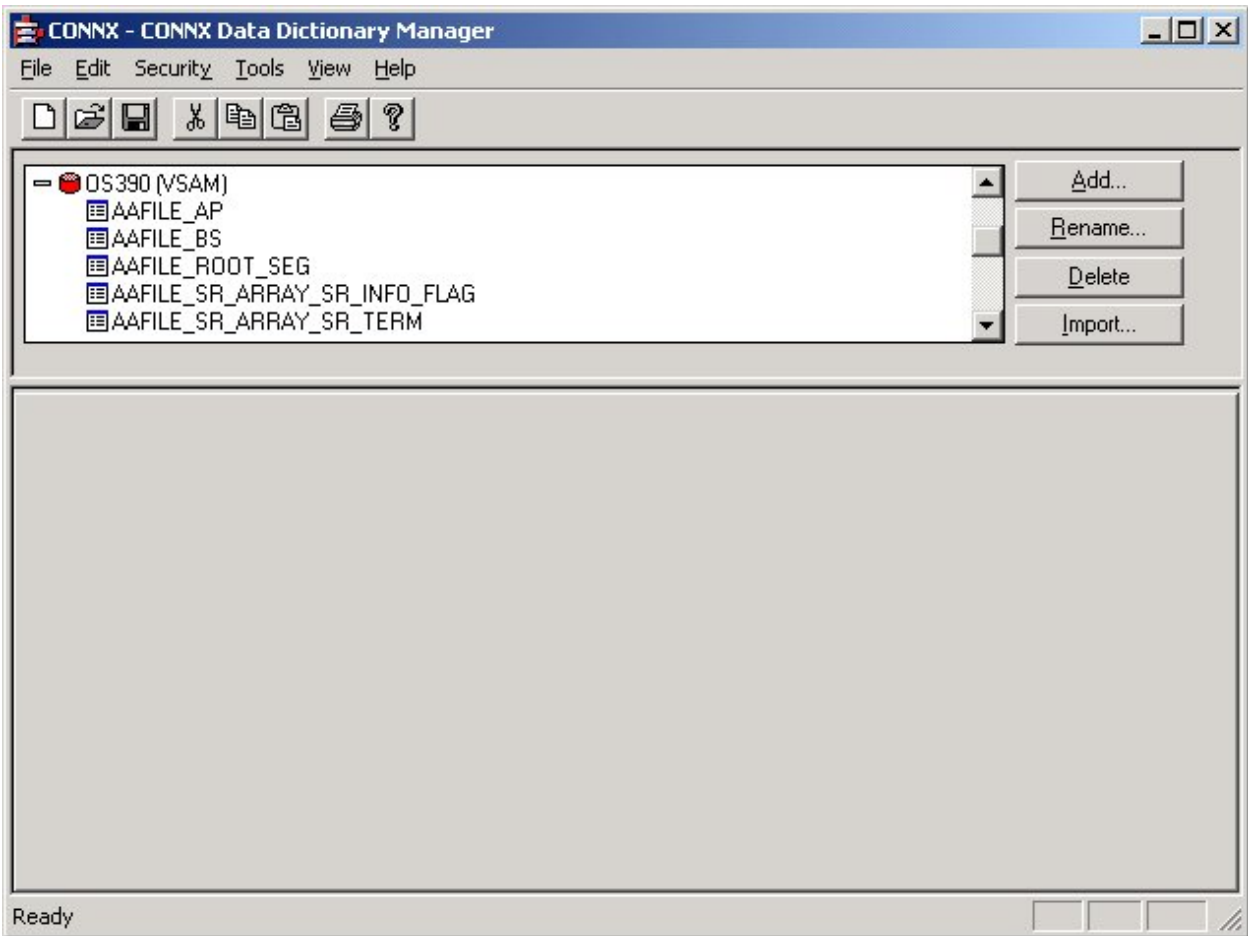 CONNX - CONNX Data Dictionary Manager
File Edit Security Tools View Help
OS390 (VSAM)
AAFILE_AP
AAFILE_BS
AAFILE_ROOT_SEG
AAFILE_SR_ARRAY_SR_INFO_FLAG
AAFILE_SR_ARRAY_SR_TERM
Add...
Rename...
Delete
Import...
Ready